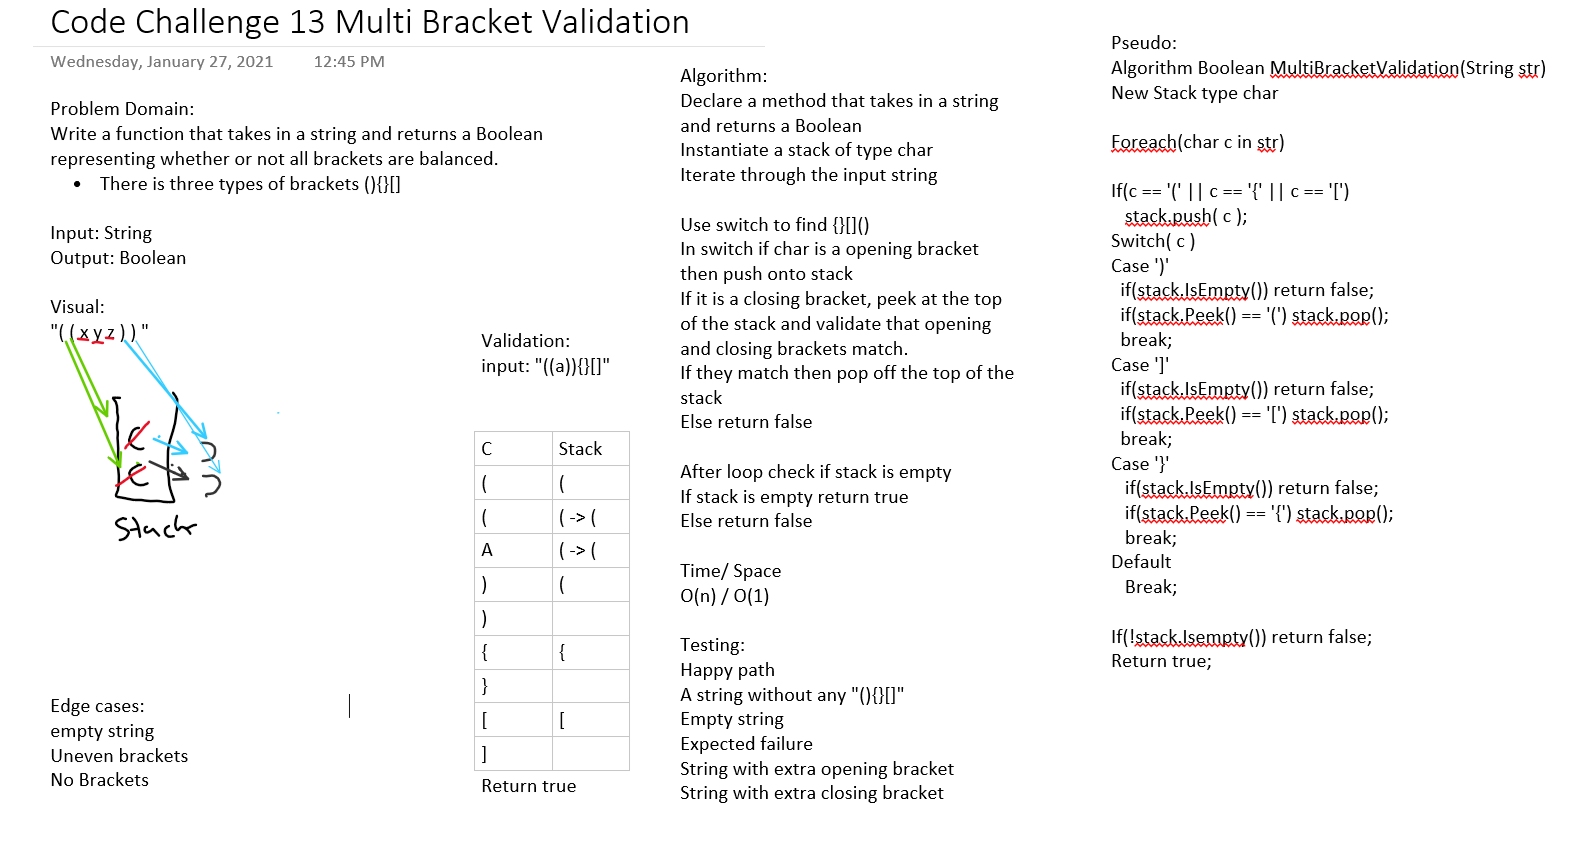 Code Challenge 13 Multi Bracket Validation
Wednesday, January 27, 2021 12:45 PM
Problem Domain:
Write a function that takes in a string and returns a Boolean
representing whether or not all brackets are balanced.
• There is three types of brackets (){}[]
Input: String
Output: Boolean
Visual:
"( ( x y z ) ) "
( )
( )
Stack
Edge cases:
empty string
Uneven brackets
No Brackets
Validation:
input: "((a)){}[]"
C Stack
( (
( ( -> (
A ( -> (
) (
)
{ {
}
[ [
]
Return true
Algorithm:
Declare a method that takes in a string
and returns a Boolean
Instantiate a stack of type char
Iterate through the input string
Use switch to find {}[]()
In switch if char is a opening bracket
then push onto stack
If it is a closing bracket, peek at the top
of the stack and validate that opening
and closing brackets match.
If they match then pop off the top of the
stack
Else return false
After loop check if stack is empty
If stack is empty return true
Else return false
Time/ Space
O(n) / O(1)
Testing:
Happy path
A string without any "(){}[]"
Empty string
Expected failure
String with extra opening bracket
String with extra closing bracket
Pseudo:
Algorithm Boolean MultiBracketValidation(String str)
New Stack type char
Foreach(char c in str)
If(c == '(' || c == '{' || c == '[')
stack.push( c );
Switch( c )
Case ')'
if(stack.IsEmpty()) return false;
if(stack.Peek() == '(') stack.pop();
break;
Case ']'
if(stack.IsEmpty()) return false;
if(stack.Peek() == '[') stack.pop();
break;
Case '}'
if(stack.IsEmpty()) return false;
if(stack.Peek() == '{') stack.pop();
break;
Default
Break;
If(!stack.Isempty()) return false;
Return true;